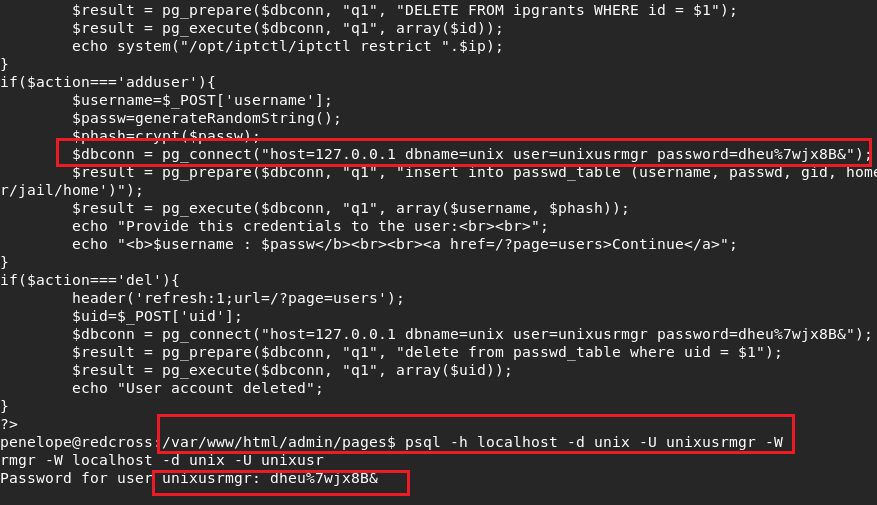 $result = pg_prepare($dbconn, "q1", "DELETE FROM ipgrants WHERE id = $1");
$result = pg_execute($dbconn, "q1", array($id));
echo system("/opt/iptctl/iptctl restrict ".$ip);
}
if($action==='adduser'){
$username=$_POST['username'];
$passw=generateRandomString();
$phash=crypt($passw);
$dbconn = pg_connect("host=127.0.0.1 dbname=unix user=unixusrmgr password=dheu%7wjx8B&");
$result = pg_prepare($dbconn, "q1", "insert into passwd_table (username, passwd, gid, home
r/jail/home')");
$result = pg_execute($dbconn, "q1", array($username, $phash));
echo "Provide this credentials to the user:<br><br>";
echo "<b>$username : $passw</b><br><br><a href=/?page=users>Continue</a>";
}
if($action==='del'){
header('refresh:1;url=/?page=users');
$uid=$_POST['uid'];
$dbconn = pg_connect("host=127.0.0.1 dbname=unix user=unixusrmgr password=dheu%7wjx8B&");
$result = pg_prepare($dbconn, "q1", "delete from passwd_table where uid = $1");
$result = pg_execute($dbconn, "q1", array($uid));
echo "User account deleted";
}
?>
penelope@redcross:/var/www/html/admin/pages$ psql -h localhost -d unix -U unixusrmgr -W
rmgr -W localhost -d unix -U unixusr
Password for user unixusrmgr: dheu%7wjx8B&